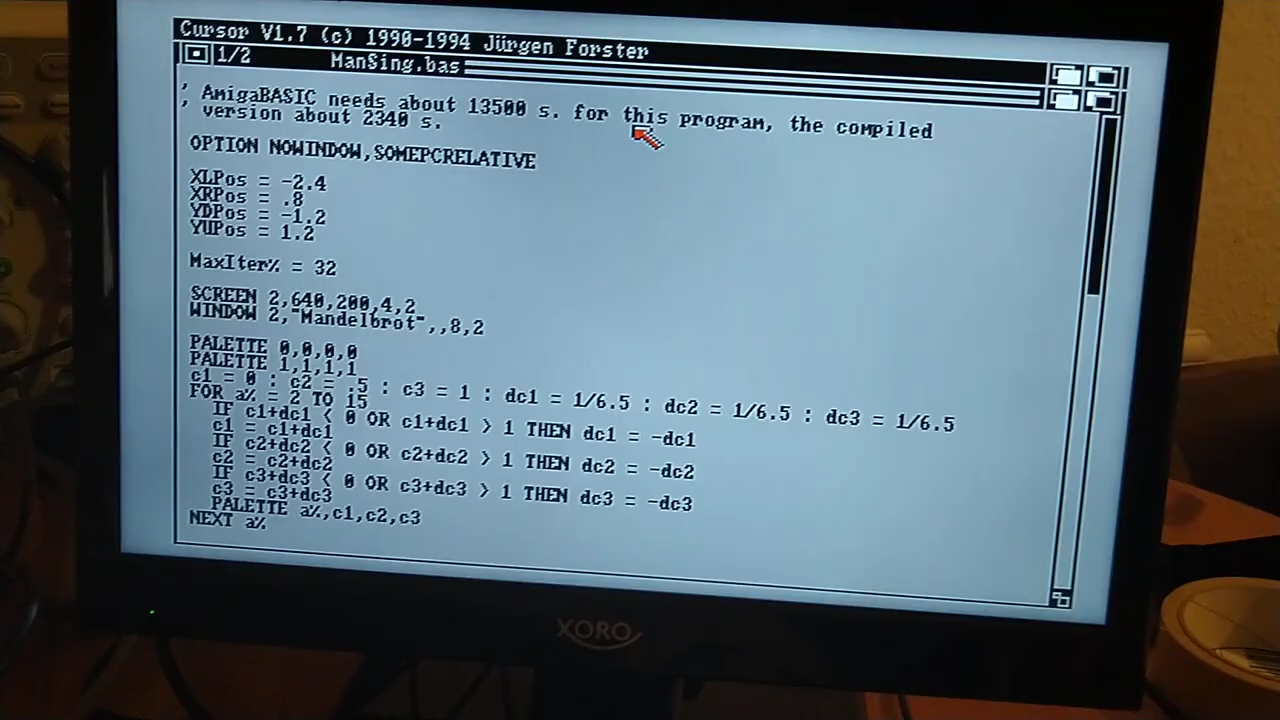 Cursor V1.7 (c) 1990-1994 Jürgen Forster
1/2 ManSing.bas
' AmigaBASIC needs about 13500 s. for this program, the compiled
' version about 2340 s.
OPTION NOWINDOW,SOMEPCRELATIVE
XLPos = -2.4
XRPos = .8
YDPos = -1.2
YUPos = 1.2
MaxIter% = 32
SCREEN 2,640,200,4,2
WINDOW 2,"Mandelbrot",,8,2
PALETTE 0,0,0,0
PALETTE 1,1,1,1
c1 = 0 : c2 = .5 : c3 = 1 : dc1 = 1/6.5 : dc2 = 1/6.5 : dc3 = 1/6.5
FOR a% = 2 TO 15
IF c1+dc1 < 0 OR c1+dc1 > 1 THEN dc1 = -dc1
c1 = c1+dc1
IF c2+dc2 < 0 OR c2+dc2 > 1 THEN dc2 = -dc2
c2 = c2+dc2
IF c3+dc3 < 0 OR c3+dc3 > 1 THEN dc3 = -dc3
c3 = c3+dc3
PALETTE a%,c1,c2,c3
NEXT a%
XORO